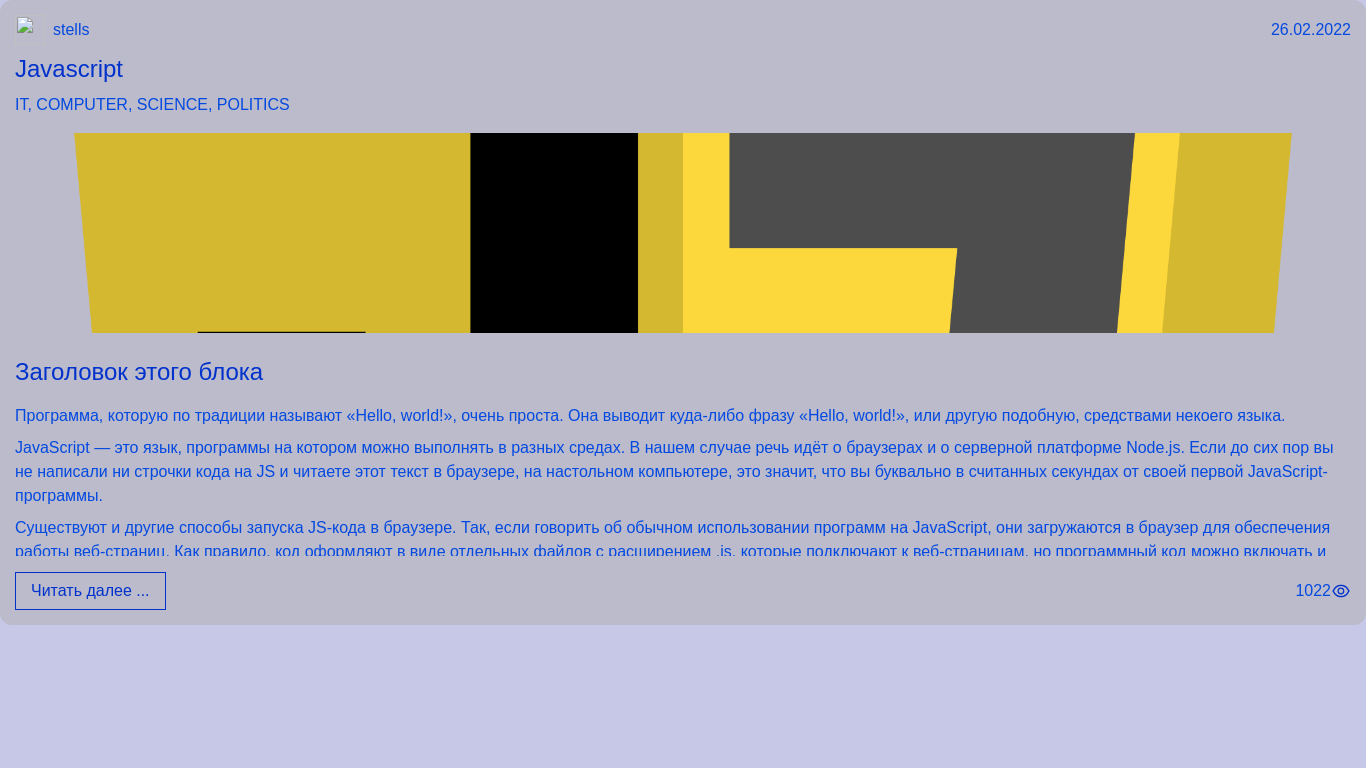 stells
26.02.2022
Javascript
IT, COMPUTER, SCIENCE, POLITICS
Заголовок этого блока
Программа, которую по традиции называют «Hello, world!», очень проста. Она выводит куда-либо фразу «Hello, world!», или другую подобную, средствами некоего языка.
JavaScript — это язык, программы на котором можно выполнять в разных средах. В нашем случае речь идёт о браузерах и о серверной платформе Node.js. Если до сих пор вы
не написали ни строчки кода на JS и читаете этот текст в браузере, на настольном компьютере, это значит, что вы буквально в считанных секундах от своей первой JavaScript-
программы.
Существуют и другие способы запуска JS-кода в браузере. Так, если говорить об обычном использовании программ на JavaScript, они загружаются в браузер для обеспечения
работы веб-страниц. Как правило, код оформляют в виде отдельных файлов с расширением .js, которые подключают к веб-страницам, но программный код можно включать и
Читать далее ...
1022